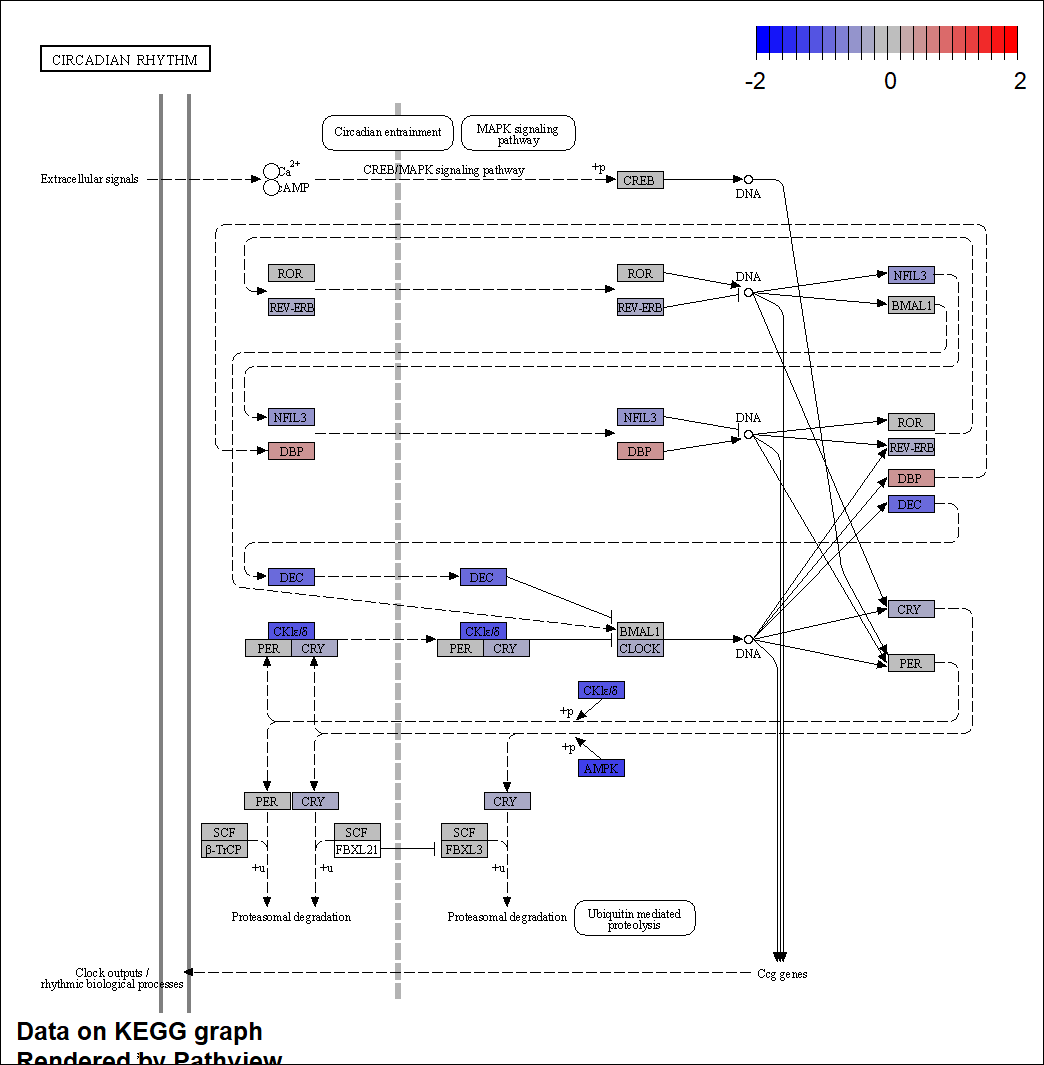 CIRCADIAN RHYTHM
-2 0 2
Circadian entrainment
MAPK signaling
pathway
Extracellular signals
Ca 2+
cAMP
CREB/MAPK signaling pathway
+p
CREB
DNA
ROR
REV-ERB
ROR
REV-ERB
DNA
NFIL3
BMAL1
NFIL3
DBP
NFIL3
DBP
DNA
ROR
REV-ERB
DBP
DEC
DEC
DEC
CKIε/δ
PER
CRY
CKIε/δ
PER
CRY
BMAL1
CLOCK
DNA
CRY
PER
CKIε/δ
+p
+p
AMPK
PER
CRY
CRY
SCF
β-TrCP
SCF
FBXL21
SCF
FBXL3
+u
+u
+u
Proteasomal degradation
Proteasomal degradation
Ubiquitin mediated
proteolysis
Clock outputs /
rhythmic biological processes
Ccg genes
Data on KEGG graph
Rendered by Pathview